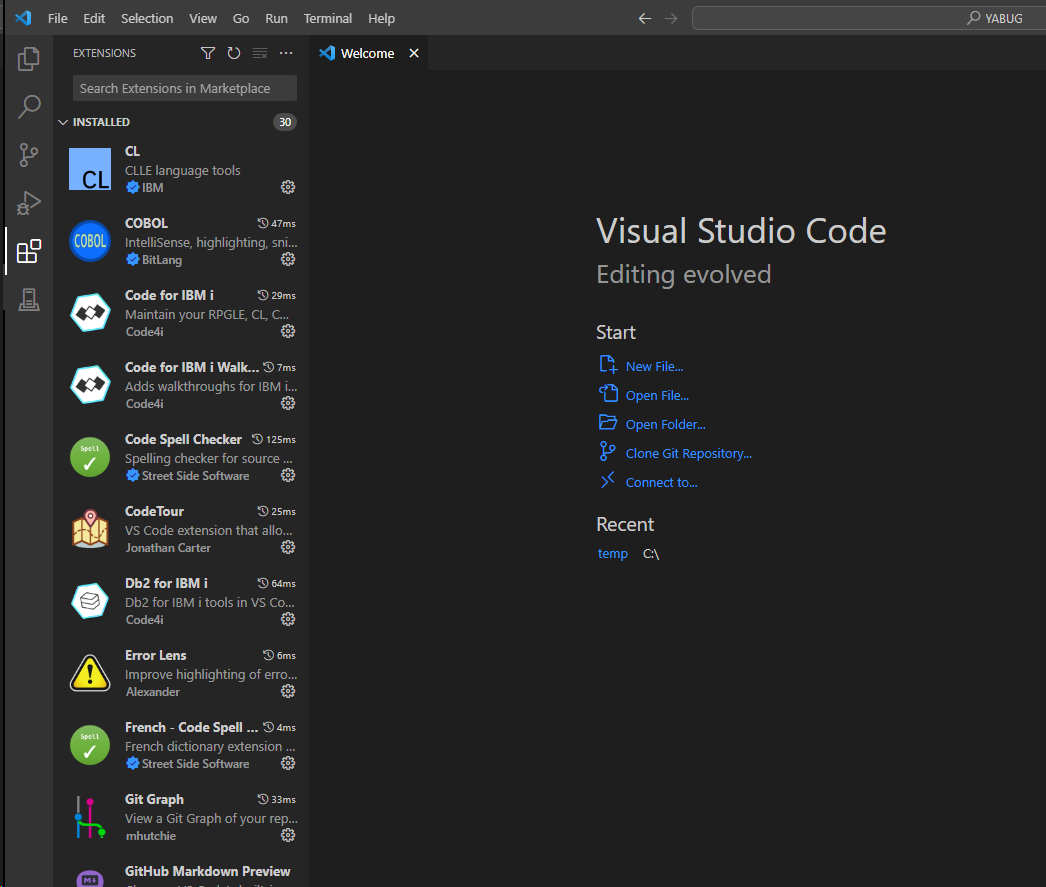 File Edit Selection View Go Run Terminal Help
YABUG
EXTENSIONS
Welcome
Search Extensions in Marketplace
INSTALLED 30
CL
CL
CLLE language tools
IBM
COBOL
COBOL 47ms
IntelliSense, highlighting, sni...
BitLang
Code for IBM i 29ms
Maintain your RPGLE, CL, C...
Code4i
Code for IBM i Walk... 7ms
Adds walkthroughs for IBM i...
Code4i
Spell
Code Spell Checker 125ms
Spelling checker for source ...
Street Side Software
CodeTour 25ms
VS Code extension that allo...
Jonathan Carter
Db2 for IBM i 64ms
Db2 for IBM i tools in VS Co...
Code4i
Error Lens 6ms
Improve highlighting of erro...
Alexander
Spell
French - Code Spell ... 4ms
French dictionary extension ...
Street Side Software
Git Graph 33ms
View a Git Graph of your rep...
mhutchie
GitHub Markdown Preview
Visual Studio Code
Editing evolved
Start
New File...
Open File...
Open Folder...
Clone Git Repository...
Connect to...
Recent
temp C:\